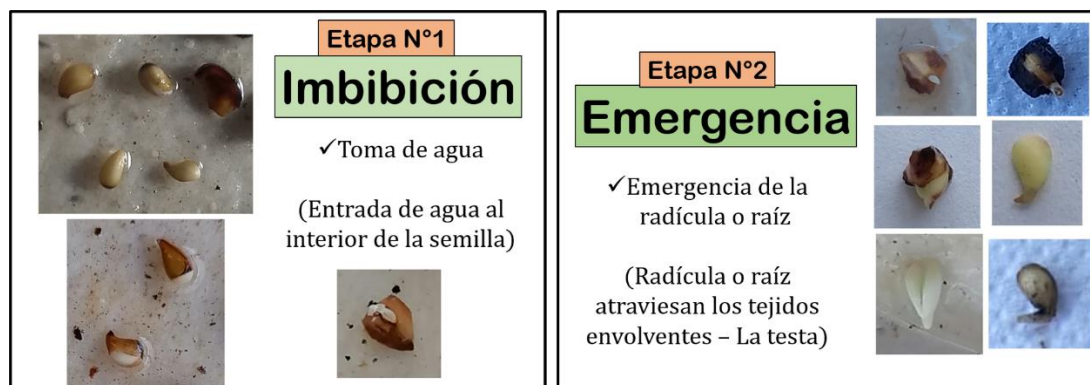 Etapa N°1
Imbibición
✓Toma de agua
(Entrada de agua al
interior de la semilla)
Etapa N°2
Emergencia
✓Emergencia de la
radícula o raíz
(Radícula o raíz
atraviesan los tejidos
envolventes – La testa)